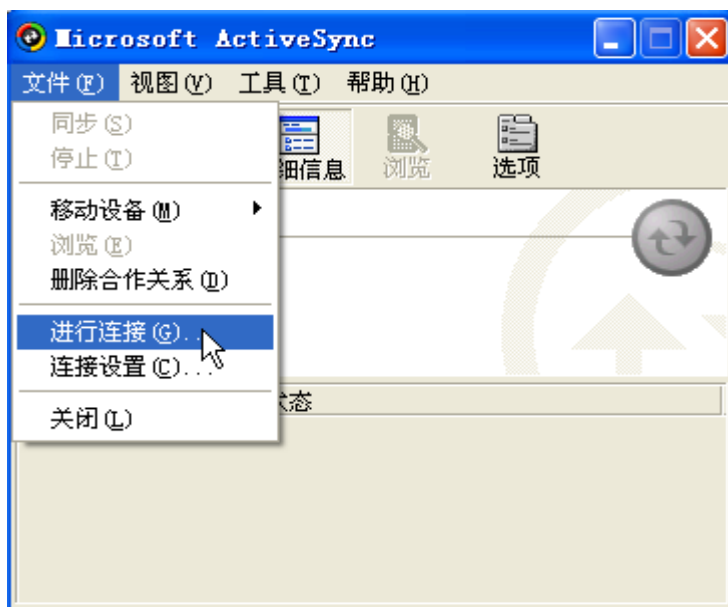 Microsoft ActiveSync
文件(F) 视图(V) 工具(T) 帮助(H)
同步(S)
停止(T)
细信息 浏览 选项
移动设备(M)
浏览(E)
删除合作关系(D)
进行连接(G)...
连接设置(C)...
状态
关闭(L)